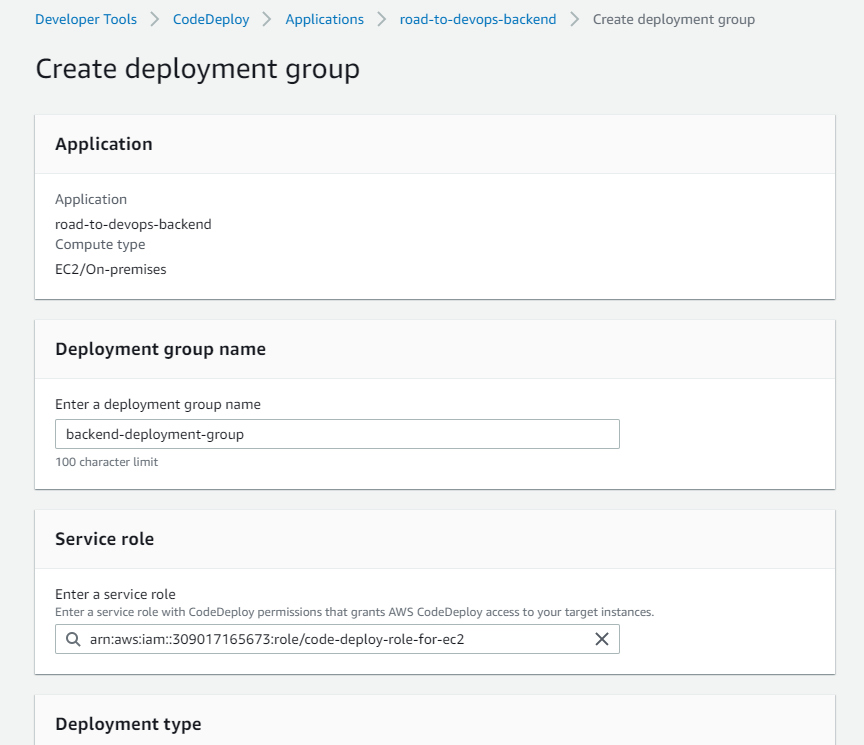 Developer Tools > CodeDeploy > Applications > road-to-devops-backend > Create deployment group
Create deployment group
Application
Application
road-to-devops-backend
Compute type
EC2/On-premises
Deployment group name
Enter a deployment group name
backend-deployment-group
100 character limit
Service role
Enter a service role
Enter a service role with CodeDeploy permissions that grants AWS CodeDeploy access to your target instances.
arn:aws:iam::309017165673:role/code-deploy-role-for-ec2
Deployment type